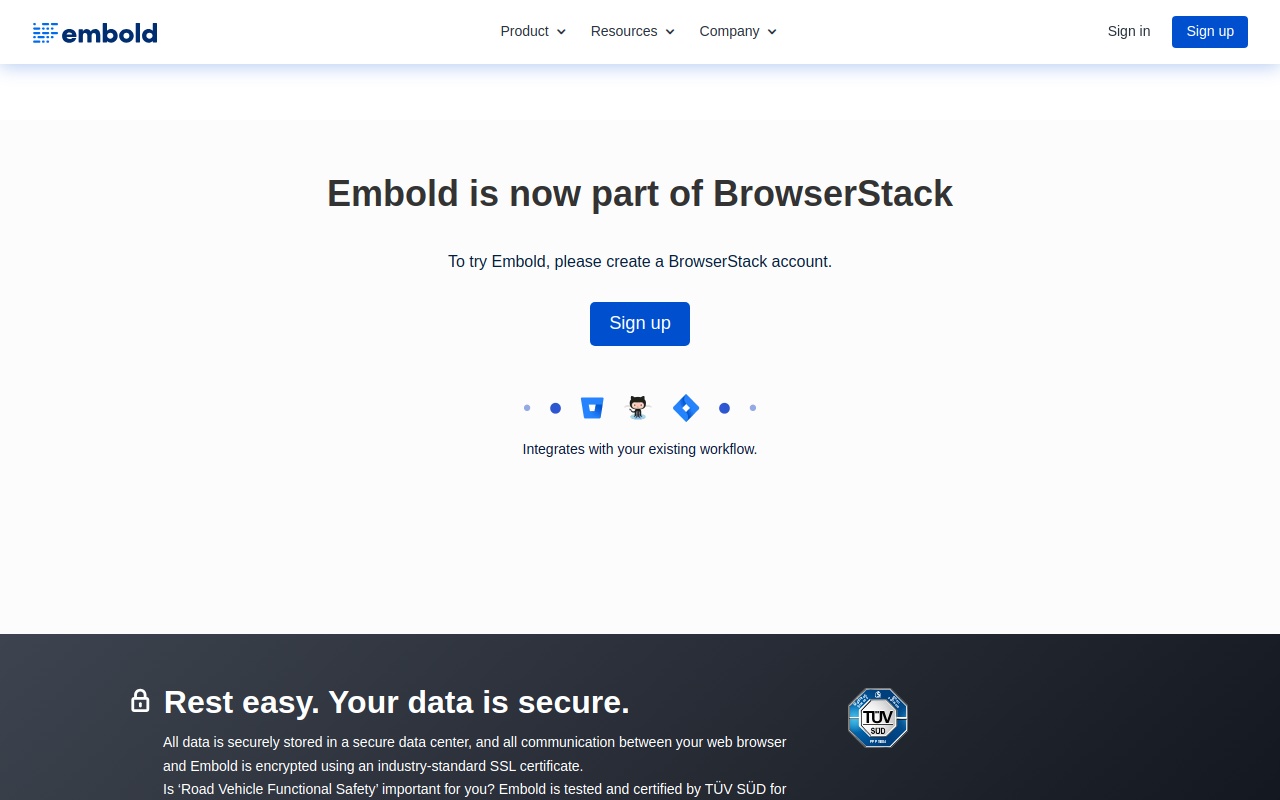 embold
Product
Resources
Company
Sign in
Sign up
Embold is now part of BrowserStack
To try Embold, please create a BrowserStack account.
Sign up
Integrates with your existing workflow.
Rest easy. Your data is secure.
All data is securely stored in a secure data center, and all communication between your web browser
and Embold is encrypted using an industry-standard SSL certificate.
Is ‘Road Vehicle Functional Safety’ important for you? Embold is tested and certified by TÜV SÜD for
TÜV
SÜD